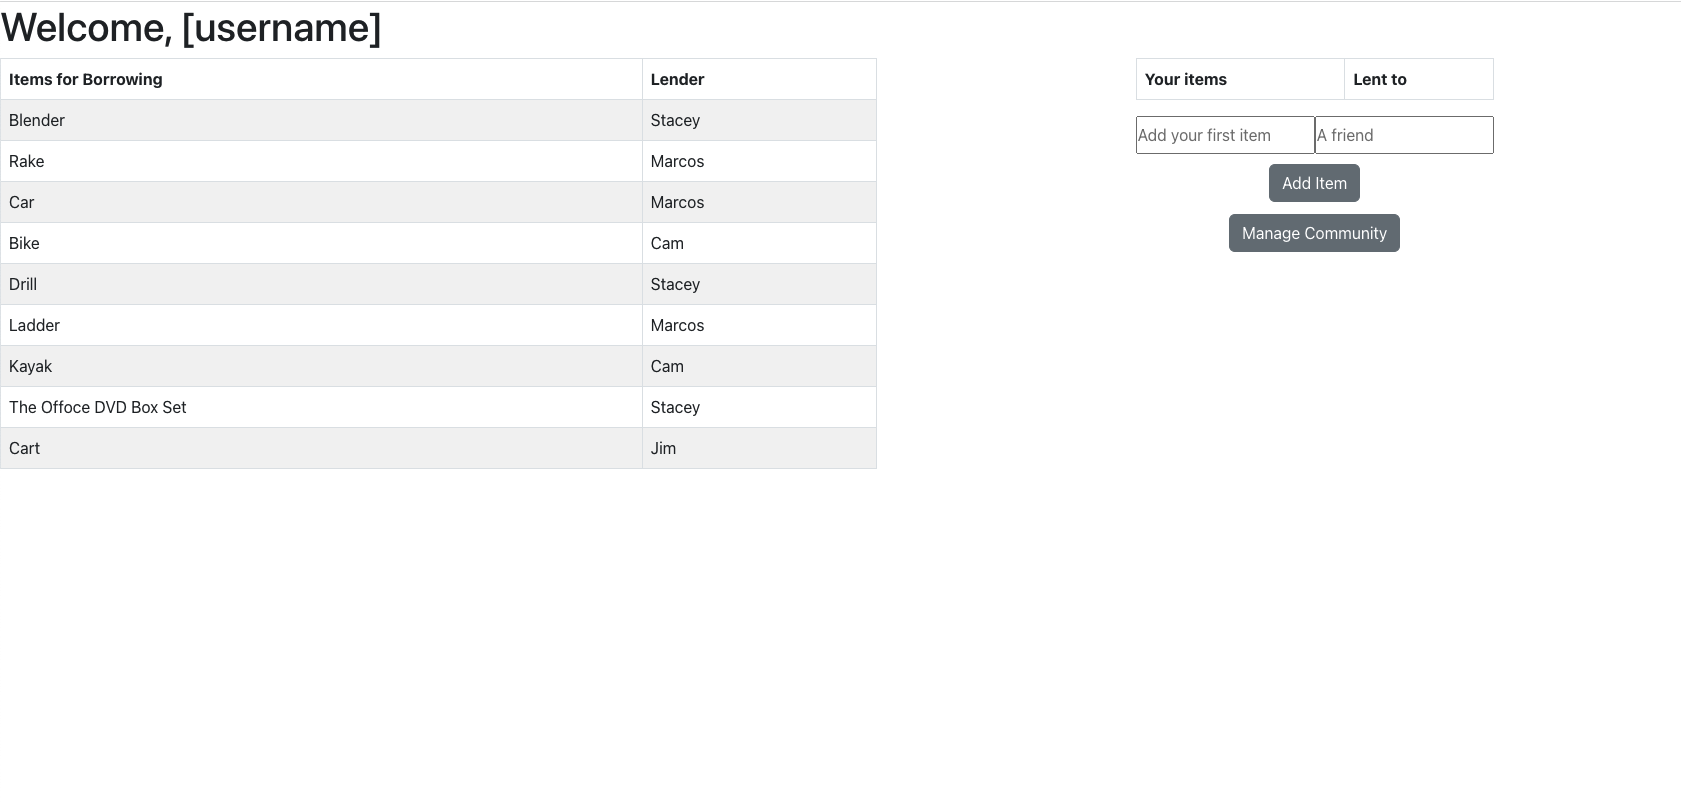 Welcome, [username]
Items for Borrowing Lender
Blender Stacey
Rake Marcos
Car Marcos
Bike Cam
Drill Stacey
Ladder Marcos
Kayak Cam
The Offoce DVD Box Set Stacey
Cart Jim
Your items Lent to
Add your first item A friend
Add Item
Manage Community